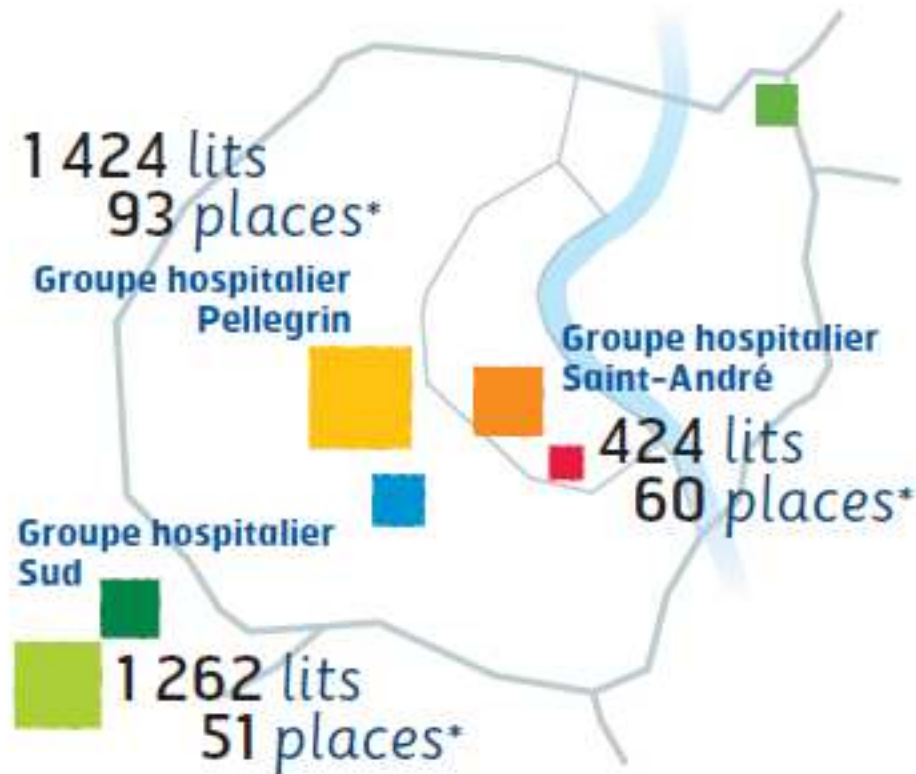 1 424 lits
93 places*
Groupe hospitalier
Pellegrin
Groupe hospitalier
Saint-André
424 lits
60 places*
Groupe hospitalier
Sud
1 262 lits
51 places*